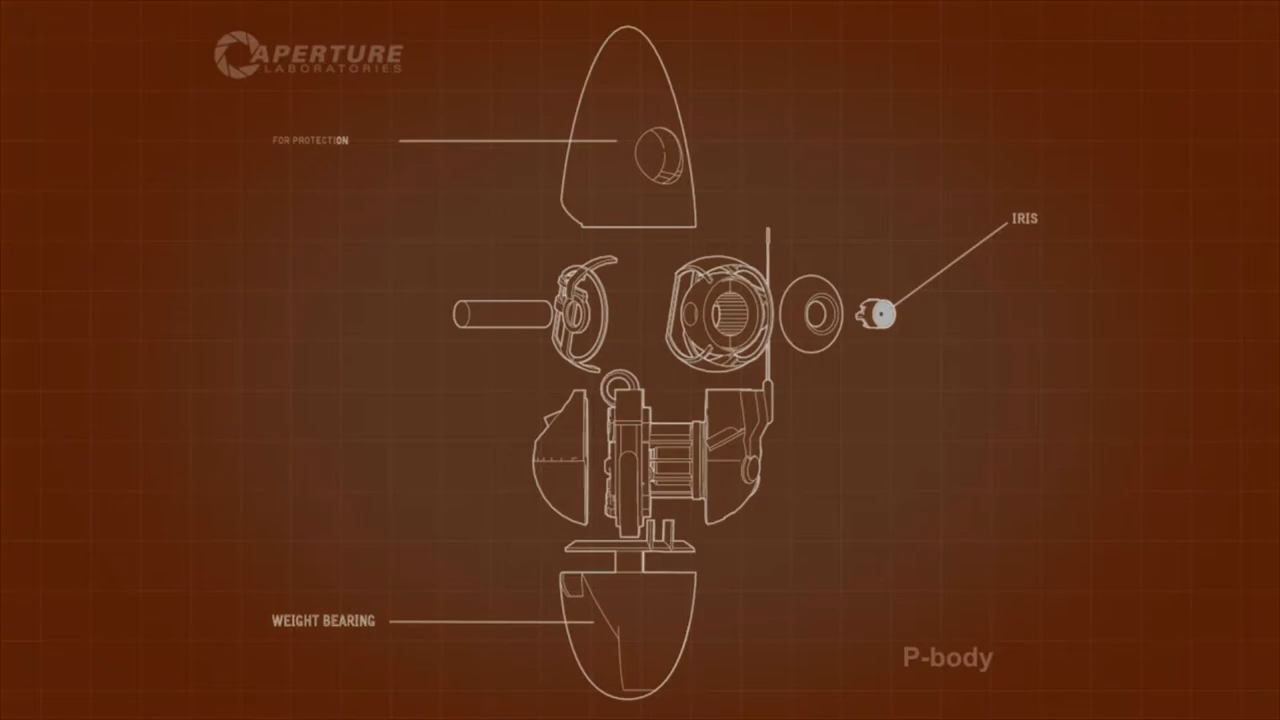 APERTURE
LABORATORIES
FOR PROTECTION
IRIS
WEIGHT BEARING
P-body